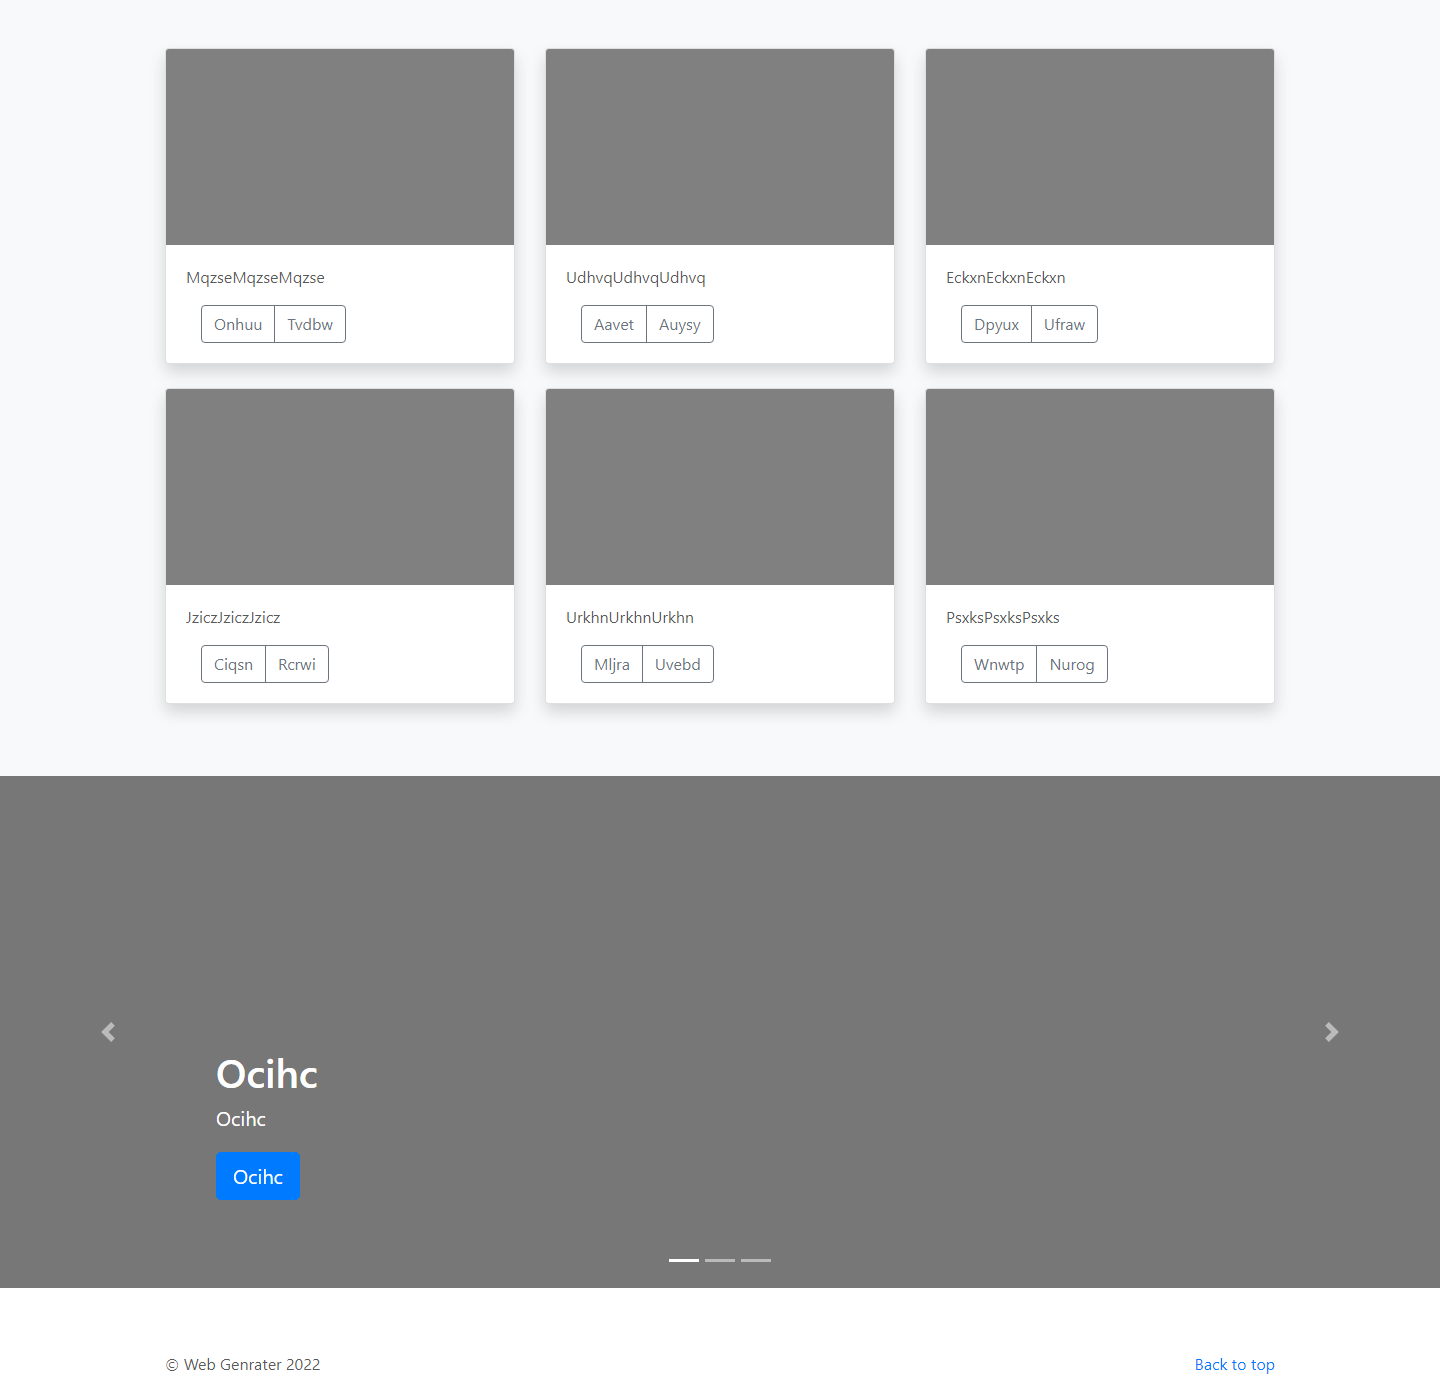 MqzseMqzseMqzse
Onhuu Tvdbw
UdhvqUdhvqUdhvq
Aavet Auysy
EckxnEckxnEckxn
Dpyux Ufraw
JziczJziczJzicz
Ciqsn Rcrwi
UrkhnUrkhnUrkhn
Mljra Uvebd
PsxksPsxksPsxks
Wnwtp Nurog
Ocihc
Ocihc
Ocihc
© Web Genrater 2022
Back to top